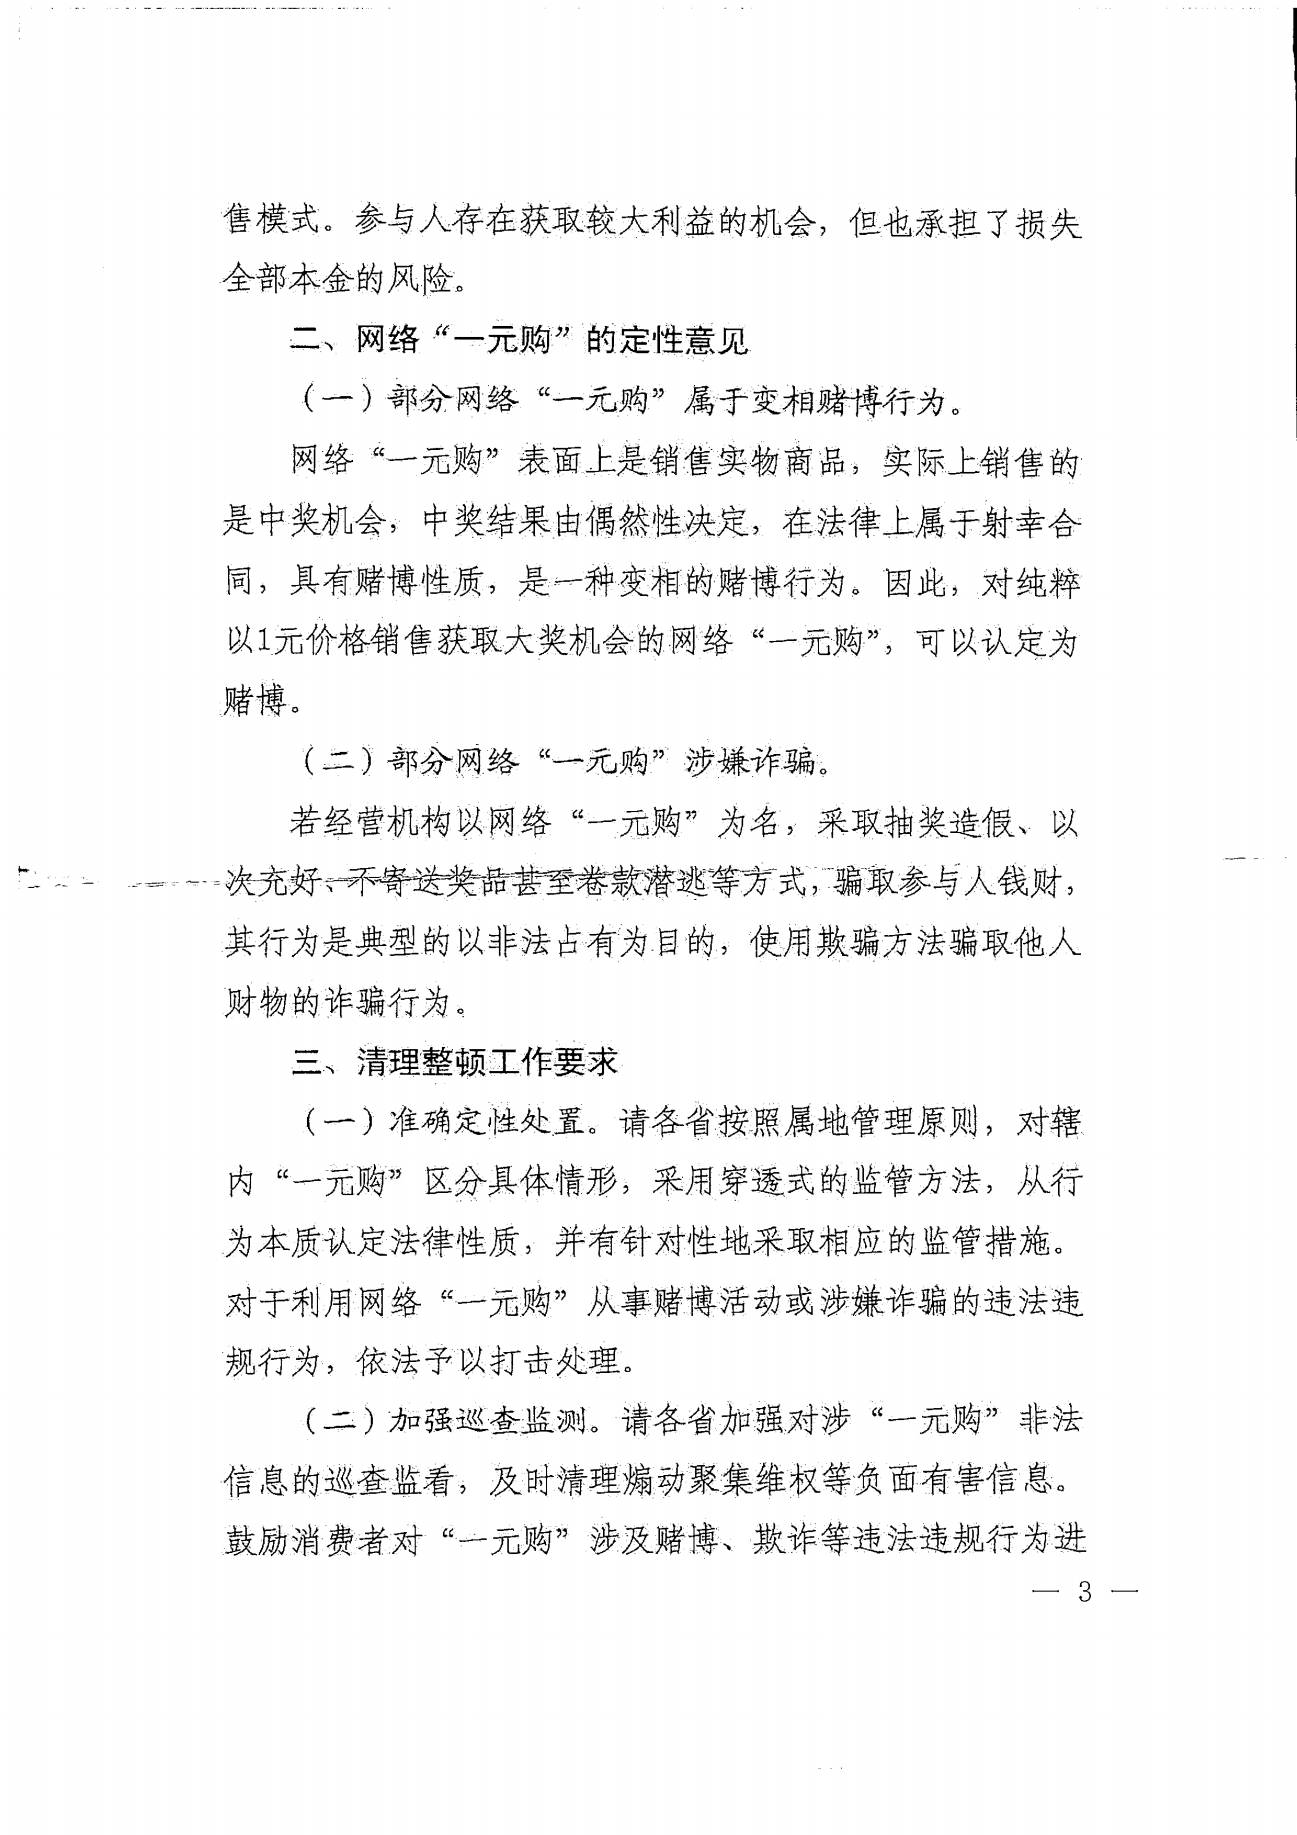 售模式。参与人存在获取较大利益的机会，但也承担了损失
全部本金的风险。
二、网络“一元购”的定性意见
（一）部分网络“一元购”属于变相赌博行为。
网络“一元购”表面上是销售实物商品，实际上销售的
是中奖机会，中奖结果由偶然性决定，在法律上属于射幸合
同，具有赌博性质，是一种变相的赌博行为。因此，对纯粹
以1元价格销售获取大奖机会的网络“一元购”，可以认定为
赌博。
（二）部分网络“一元购”涉嫌诈骗。
若经营机构以网络“一元购”为名，采取抽奖造假、以
次充好、不寄送奖品甚至卷款潜逃等方式，骗取参与人钱财，
其行为是典型的以非法占有为目的，使用欺骗方法骗取他人
财物的诈骗行为。
三、清理整顿工作要求
（一）准确定性处置。请各省按照属地管理原则，对辖
内“一元购”区分具体情形，采用穿透式的监管方法，从行
为本质认定法律性质，并有针对性地采取相应的监管措施。
对于利用网络“一元购”从事赌博活动或涉嫌诈骗的违法违
规行为，依法予以打击处理。
（二）加强巡查监测。请各省加强对涉“一元购”非法
信息的巡查监看，及时清理煽动聚集维权等负面有害信息。
鼓励消费者对“一元购”涉及赌博、欺诈等违法违规行为进
— 3 —